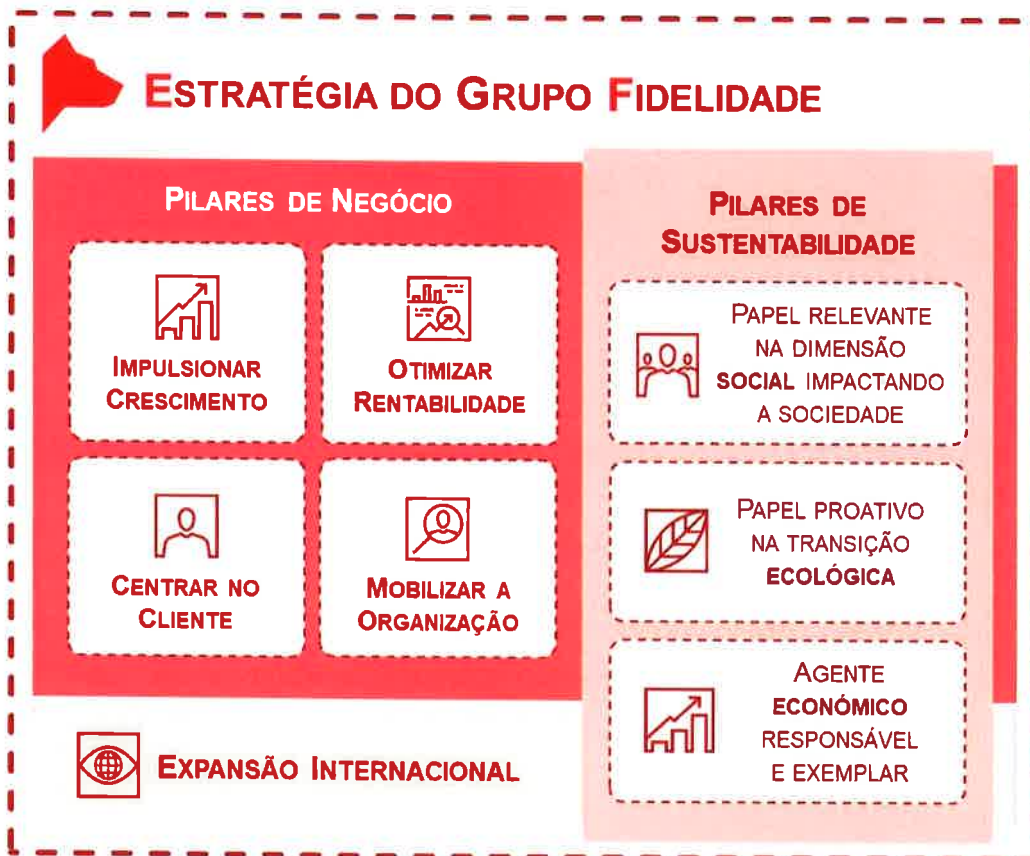 ESTRATÉGIA DO GRUPO FIDELIDADE
PILARES DE NEGÓCIO
IMPULSIONAR
CRESCIMENTO
OTIMIZAR
RENTABILIDADE
CENTRAR NO
CLIENTE
MOBILIZAR A
ORGANIZAÇÃO
EXPANSÃO INTERNACIONAL
PILARES DE
SUSTENTABILIDADE
PAPEL RELEVANTE
NA DIMENSÃO
SOCIAL IMPACTANDO
A SOCIEDADE
PAPEL PROATIVO
NA TRANSIÇÃO
ECOLÓGICA
AGENTE
ECONÓMICO
RESPONSÁVEL
E EXEMPLAR